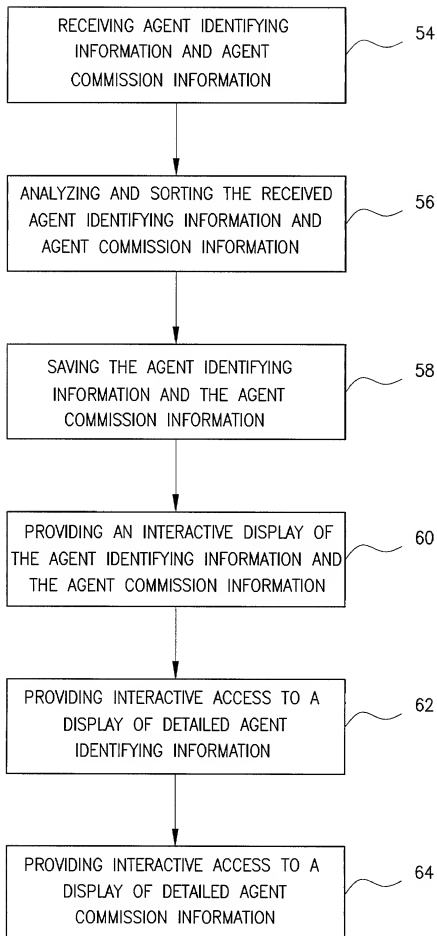 RECEIVING AGENT IDENTIFYING
INFORMATION AND AGENT
COMMISSION INFORMATION
54
ANALYZING AND SORTING THE RECEIVED
AGENT IDENTIFYING INFORMATION AND
AGENT COMMISSION INFORMATION
56
SAVING THE AGENT IDENTIFYING
INFORMATION AND THE AGENT
COMMISSION INFORMATION
58
PROVIDING AN INTERACTIVE DISPLAY OF
THE AGENT IDENTIFYING INFORMATION AND
THE AGENT COMMISSION INFORMATION
60
PROVIDING INTERACTIVE ACCESS TO A
DISPLAY OF DETAILED AGENT
IDENTIFYING INFORMATION
62
PROVIDING INTERACTIVE ACCESS TO A
DISPLAY OF DETAILED AGENT
COMMISSION INFORMATION
64